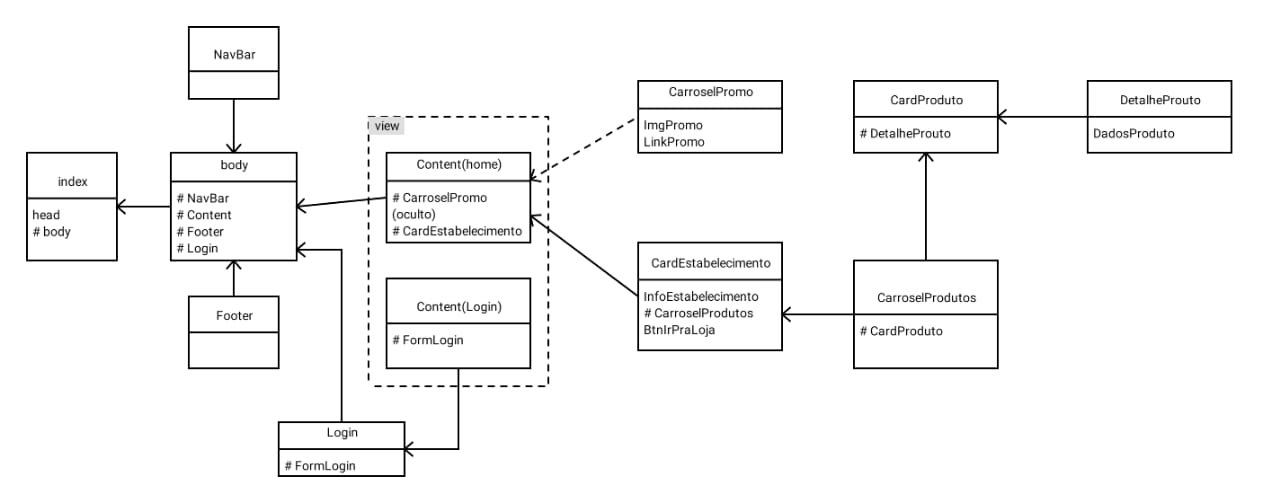 NavBar
index
head
# body
body
# NavBar
# Content
# Footer
# Login
Footer
view
Content(home)
# CarroselPromo
(oculto)
# CardEstabelecimento
Content(Login)
# FormLogin
Login
# FormLogin
CarroselPromo
ImgPromo
LinkPromo
CardEstabelecimento
InfoEstabelecimento
# CarroselProdutos
BtnIrPraLoja
CardProduto
# DetalheProuto
CarroselProdutos
# CardProduto
DetalheProuto
DadosProduto